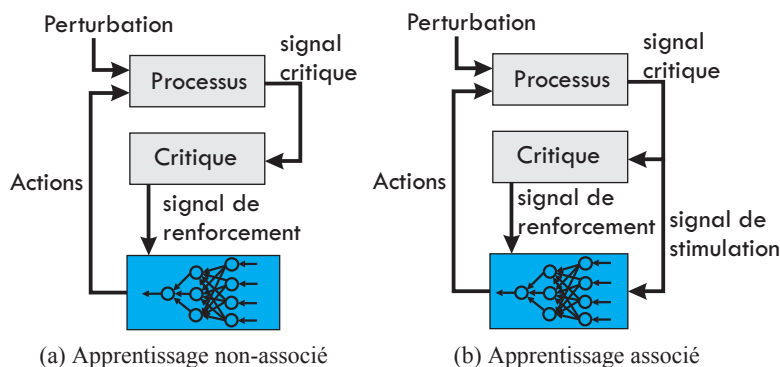 Perturbation
signal
critique
Processus
Critique
Actions
signal de
renforcement
(a) Apprentissage non-associé
Perturbation
signal
critique
Processus
Critique
Actions
signal de
renforcement
signal de
stimulation
(b) Apprentissage associé